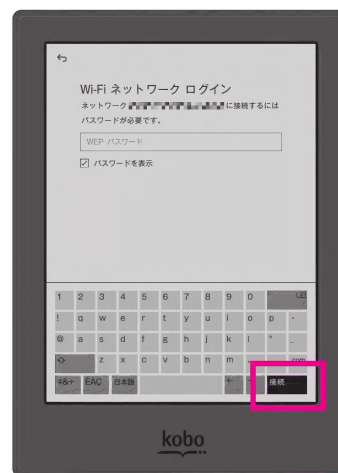 Wi-Fi ネットワーク ログイン
ネットワーク に接続するには
パスワードが必要です。
WEP パスワード
パスワードを表示
1 2 3 4 5 6 7 8 9 0
! q w e r t y u i o p -
@ a s d f g h j k l " _
z x c v b n m .com
#&+ EAÇ 日本語 ← 接続
kobo